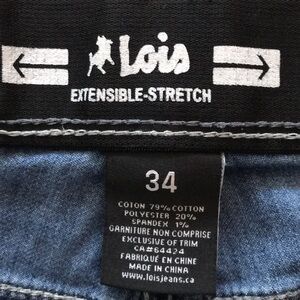 Lois
EXTENSIBLE-STRETCH
34
COTON 79% COTTON
POLYESTER 20%
SPANDEX 1%
GARNITURE NON COMPRISE
EXCLUSIVE OF TRIM
CA#64424
FABRIQUÉ EN CHINE
MADE IN CHINA
www.loisjeans.ca